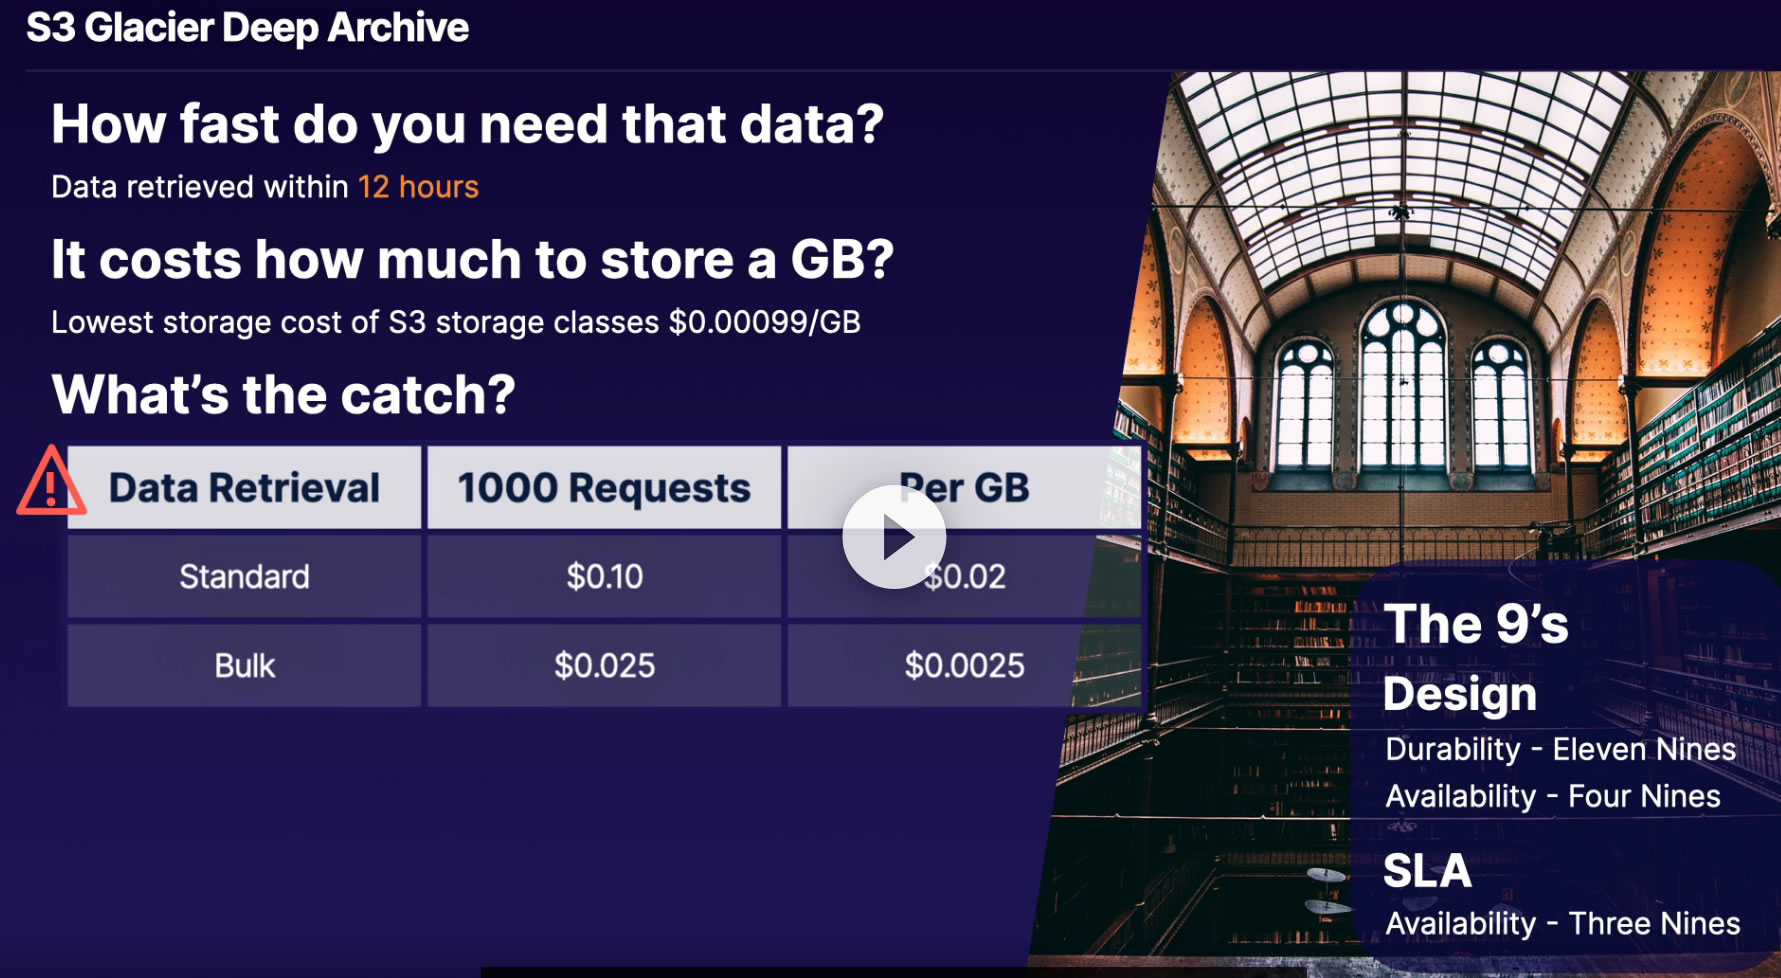 S3 Glacier Deep Archive
How fast do you need that data?
Data retrieved within 12 hours
It costs how much to store a GB?
Lowest storage cost of S3 storage classes $0.00099/GB
What's the catch?
Data Retrieval 1000 Requests Per GB
Standard $0.10 $0.02
Bulk $0.025 $0.0025
The 9's
Design
Durability - Eleven Nines
Availability - Four Nines
SLA
Availability - Three Nines